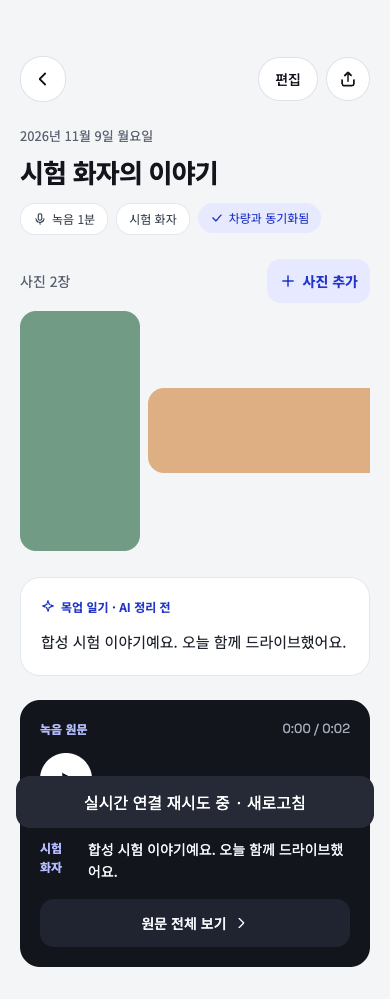 편집
2026년 11월 9일 월요일
시험 화자의 이야기
녹음 1분
시험 화자
차량과 동기화됨
사진 2장
사진 추가
목업 일기 · AI 정리 전
합성 시험 이야기예요. 오늘 함께 드라이브했어요.
녹음 원문
0:00 / 0:02
실시간 연결 재시도 중 · 새로고침
시험
화자
합성 시험 이야기예요. 오늘 함께 드라이브했
어요.
원문 전체 보기